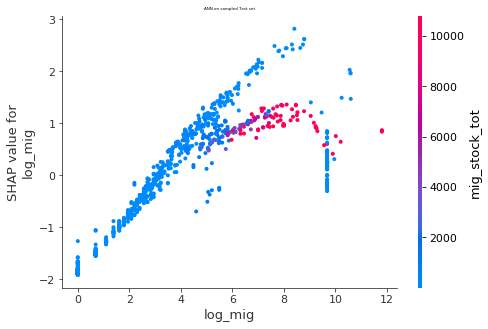 ANN on sampled Test set
3
2
1
0
−1
−2
SHAP value for
log_mig
0 2 4 6 8 10 12
log_mig
10000
8000
6000
4000
2000
mig_stock_tot